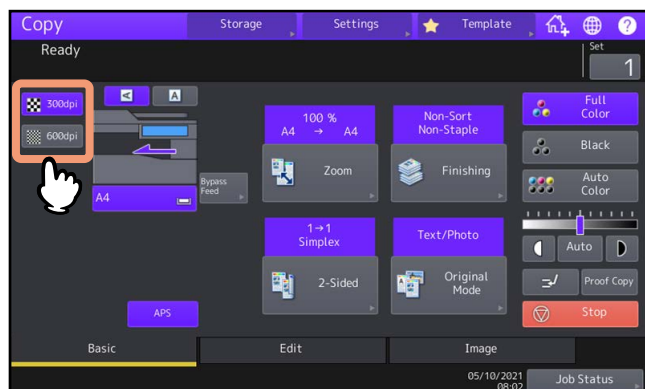 Copy
Storage
Settings
Template
?
Ready
Set
1
300dpi
600dpi
A
A
A4
Bypass
Feed
APS
100 %
A4 → A4
Zoom
Non-Sort
Non-Staple
Finishing
1→1
Simplex
2-Sided
Text/Photo
Original
Mode
Full
Color
Black
Auto
Color
Auto
Proof Copy
Stop
Basic
Edit
Image
05/10/2021
08:02
Job Status